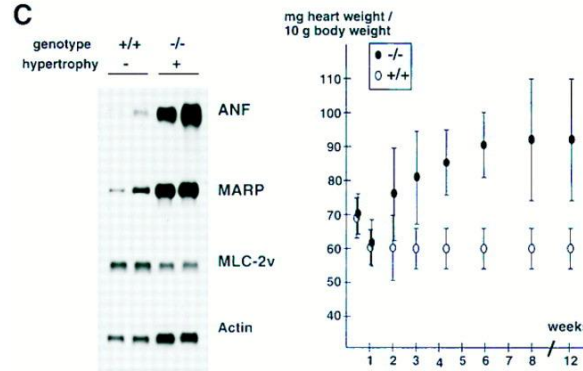 C
genotype +/+ -/-
hypertrophy - +
ANF
MARP
MLC-2v
Actin
mg heart weight /
10 g body weight
● -/-
○ +/+
110
100
90
80
70
60
50
40
weeks
1 2 3 4 5 6 7 8 12